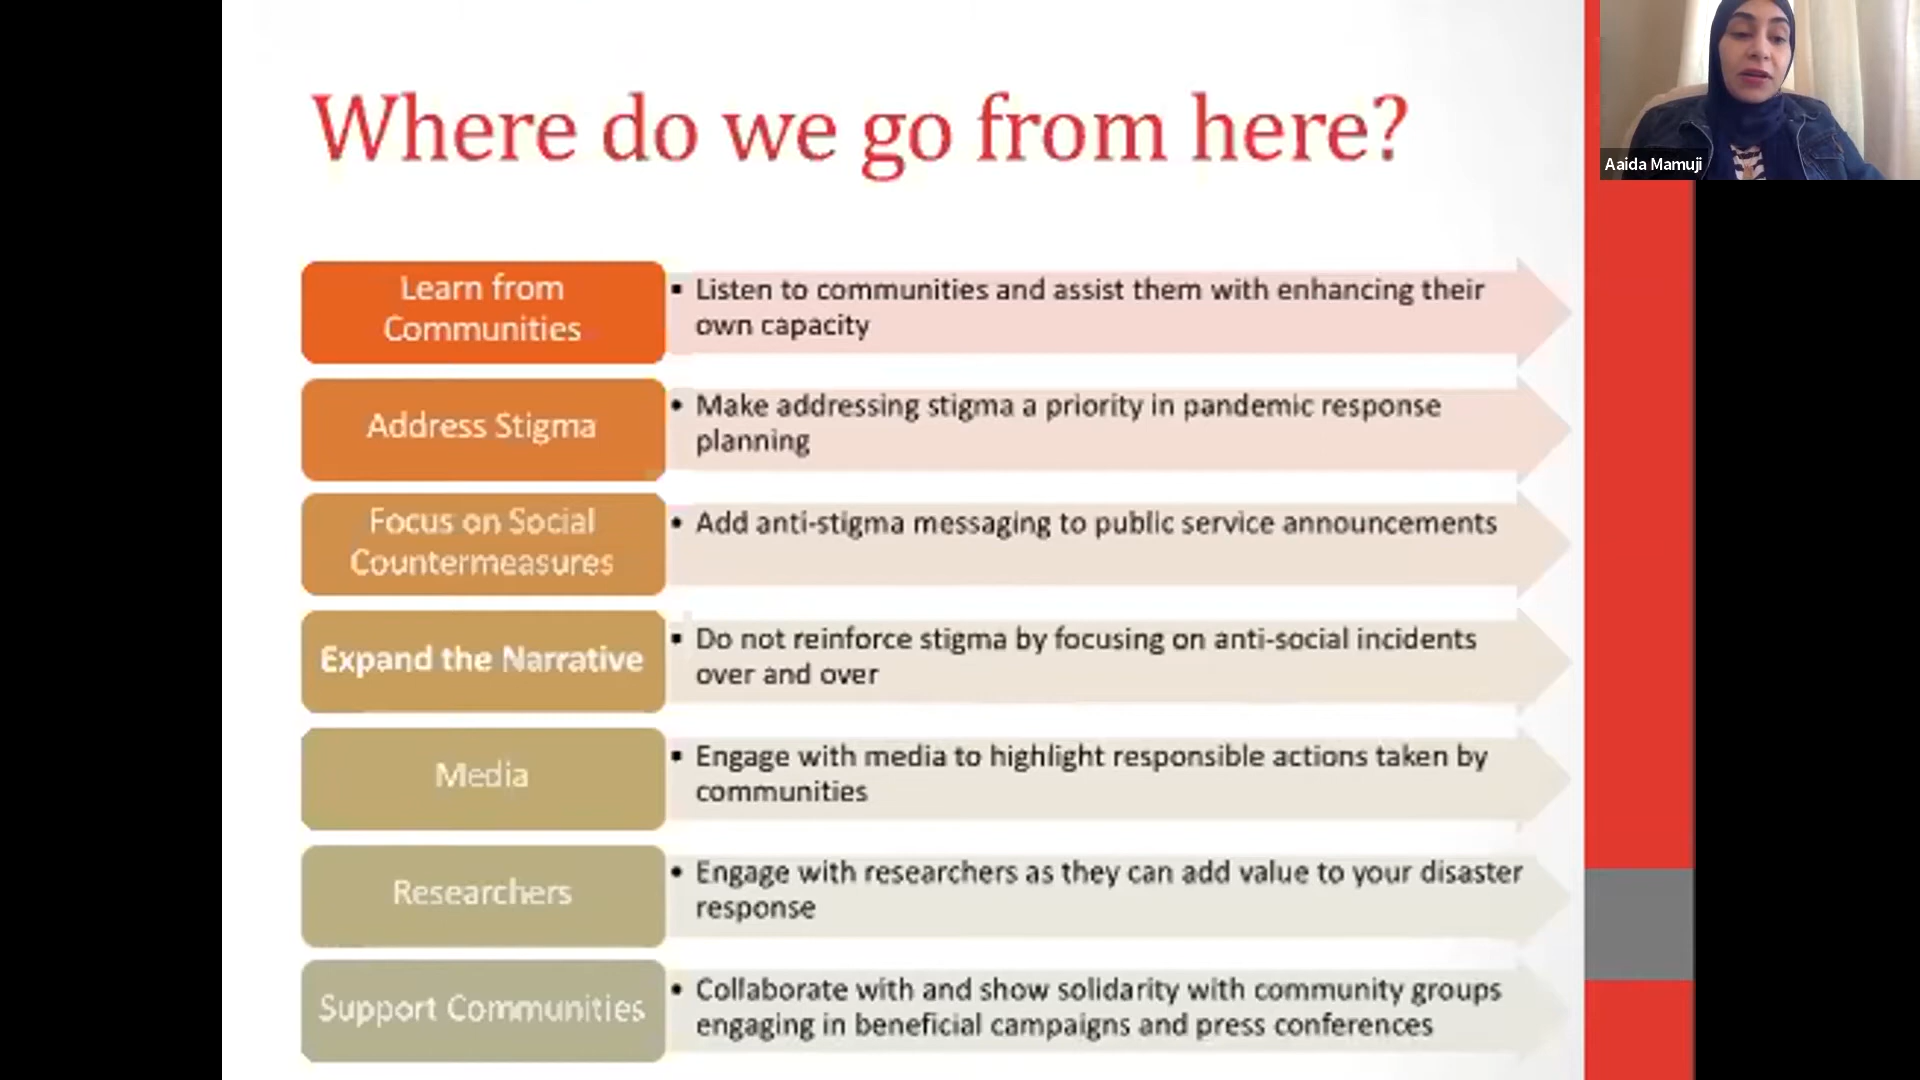 Where do we go from here?
Aaida Mamuji
Learn from
Communities
▪ Listen to communities and assist them with enhancing their
own capacity
Address Stigma
• Make addressing stigma a priority in pandemic response
planning
Focus on Social
Countermeasures
• Add anti-stigma messaging to public service announcements
Expand the Narrative
▪ Do not reinforce stigma by focusing on anti-social incidents
over and over
Media
▪ Engage with media to highlight responsible actions taken by
communities
Researchers
• Engage with researchers as they can add value to your disaster
response
Support Communities
• Collaborate with and show solidarity with community groups
engaging in beneficial campaigns and press conferences